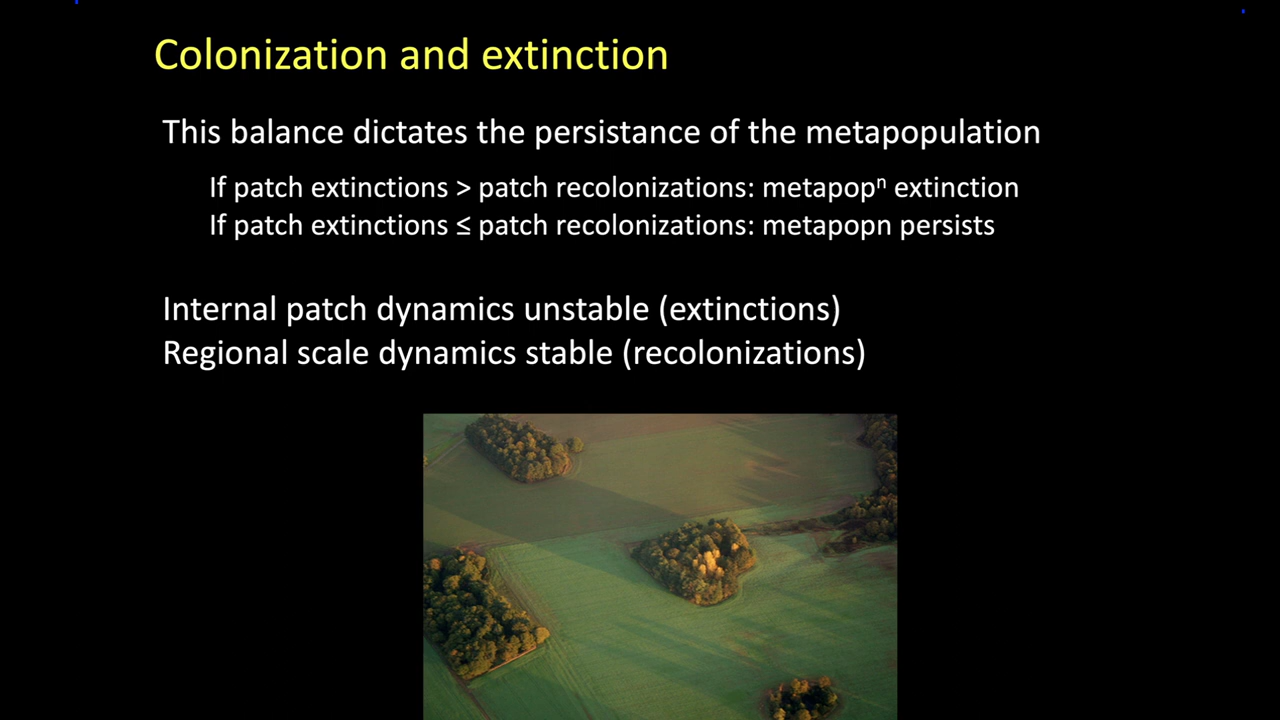 Colonization and extinction
This balance dictates the persistance of the metapopulation
If patch extinctions > patch recolonizations: metapopⁿ extinction
If patch extinctions ≤ patch recolonizations: metapopn persists
Internal patch dynamics unstable (extinctions)
Regional scale dynamics stable (recolonizations)